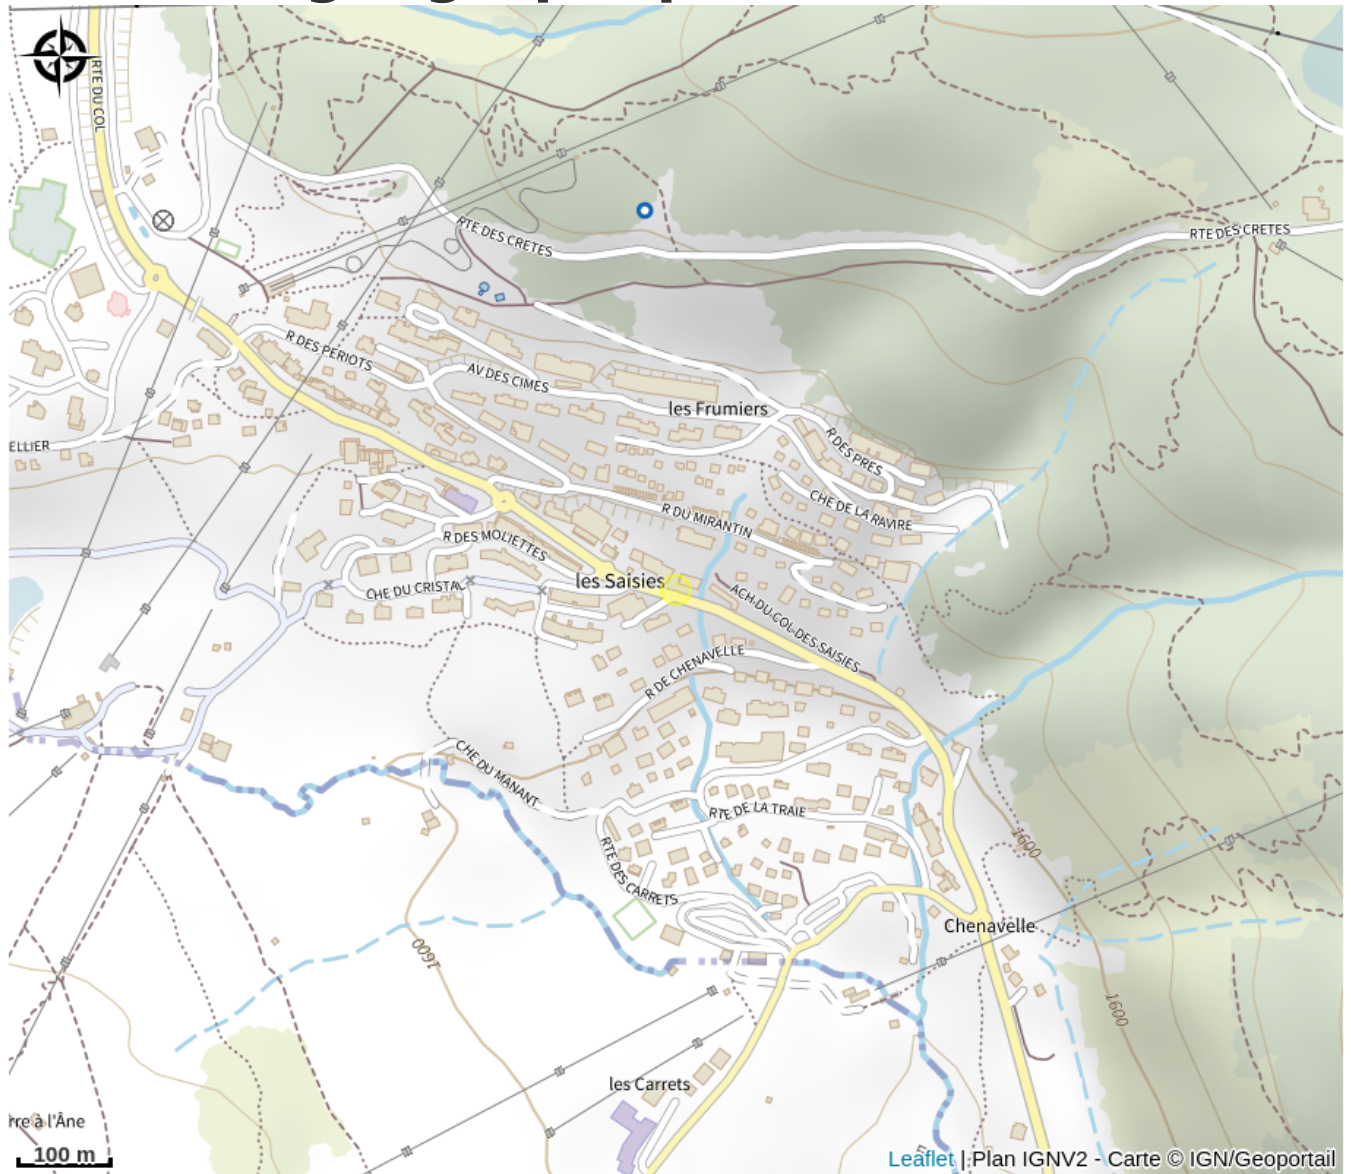 RTE DU COL
RTE DES CRETES
RTE DES CRETES
R DES PERIOTS
AV DES CIMES
les Frumiers
R DES PRES
ELLIER
CHE DE LA RAVIRE
R DU MIRANTIN
R DES MOLIETTES
les Saisies
CHE DU CRISTAL
ACH DU COL DES SAISIES
R DE CHENAVELLE
CHE DU MANANT
RTE DE LA TRAIE
1600
RTE DES CARRETS
Chenavelle
1600
1600
les Carrets
rre à l'Âne
100 m
Leaflet | Plan IGNV2 - Carte © IGN/Geoportail